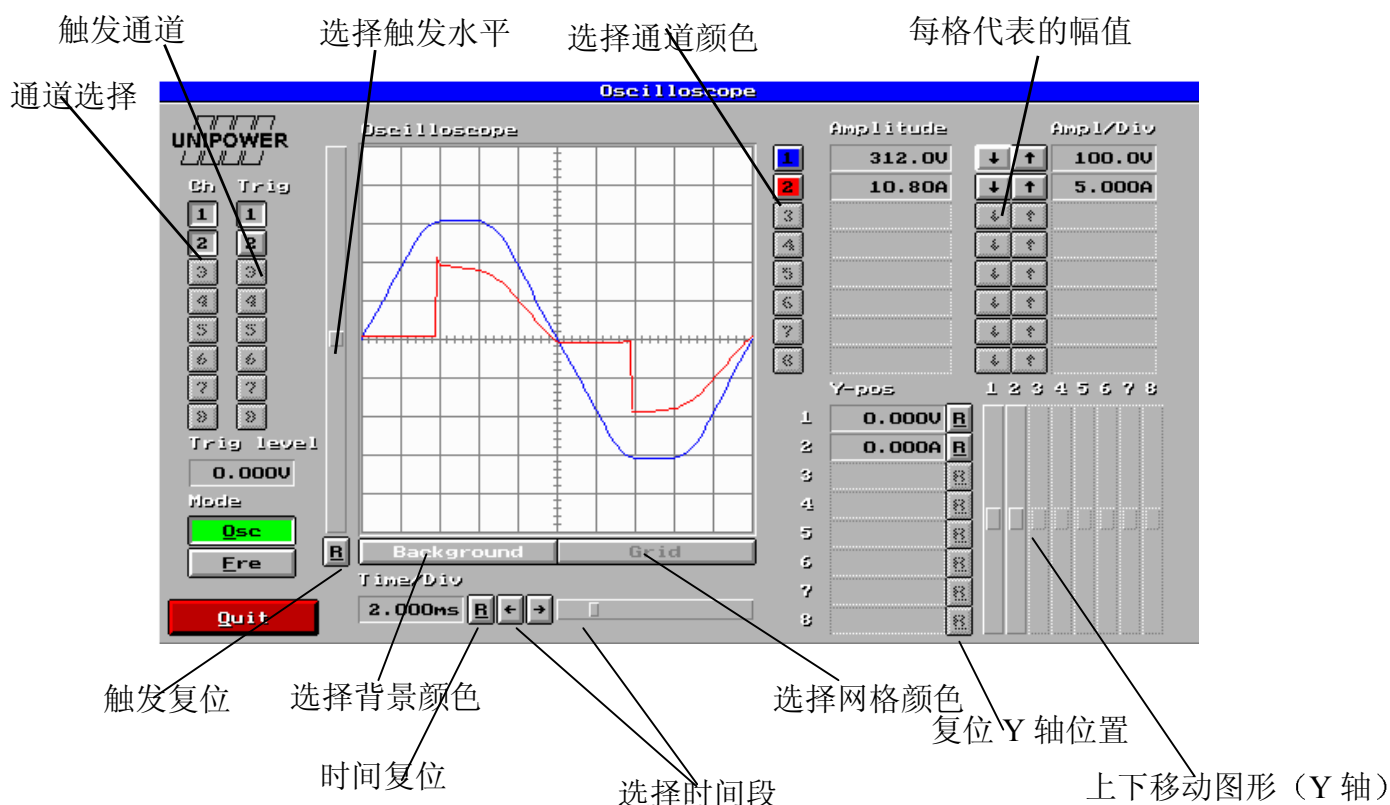 触发通道
选择触发水平
选择通道颜色
每格代表的幅值
通道选择
Oscilloscope
UNIPOWER
Oscilloscope
Amplitude
Ampl/Div
Ch Trig
1 312.0V ↓ ↑ 100.0V
2 10.80A ↓ ↑ 5.000A
3 ↓ ↑
4 ↓ ↑
5 ↓ ↑
6 ↓ ↑
7 ↓ ↑
8 ↓ ↑
1 1
2 2
3 3
4 4
5 5
6 6
7 7
8 8
Trig level
0.000V
Mode
Osc
Fre
Quit
R
Background
Grid
Time/Div
2.000ms R ← →
Y-pos
1 2 3 4 5 6 7 8
1 0.000V R
2 0.000A R
3 R
4 R
5 R
6 R
7 R
8 R
触发复位
选择背景颜色
选择网格颜色
复位 Y 轴位置
时间复位
选择时间段
上下移动图形（Y 轴）